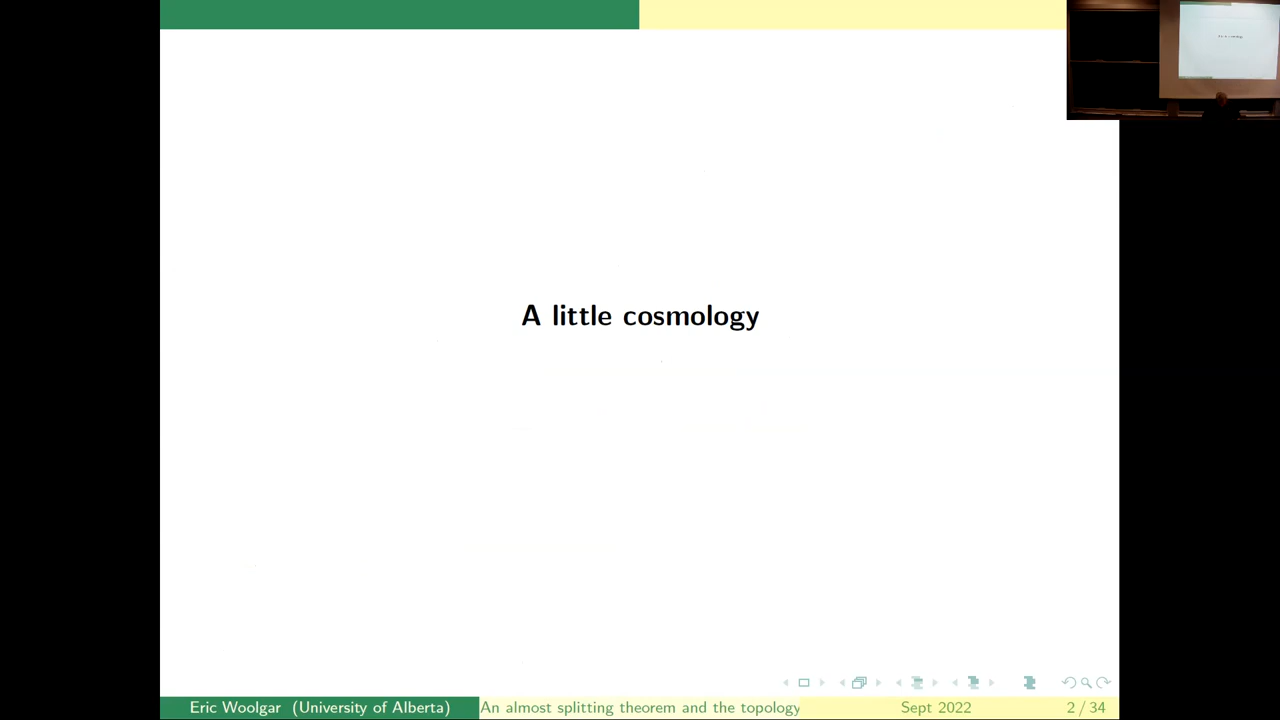 A little cosmology
Eric Woolgar (University of Alberta)
An almost splitting theorem and the topology
Sept 2022
2 / 34